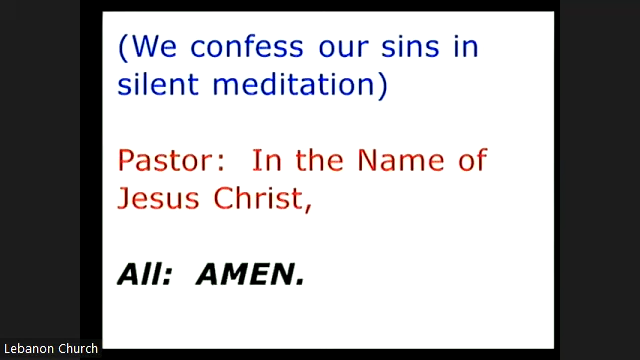 (We confess our sins in
silent meditation)
Pastor:  In the Name of
Jesus Christ,
All:  AMEN.
Lebanon Church